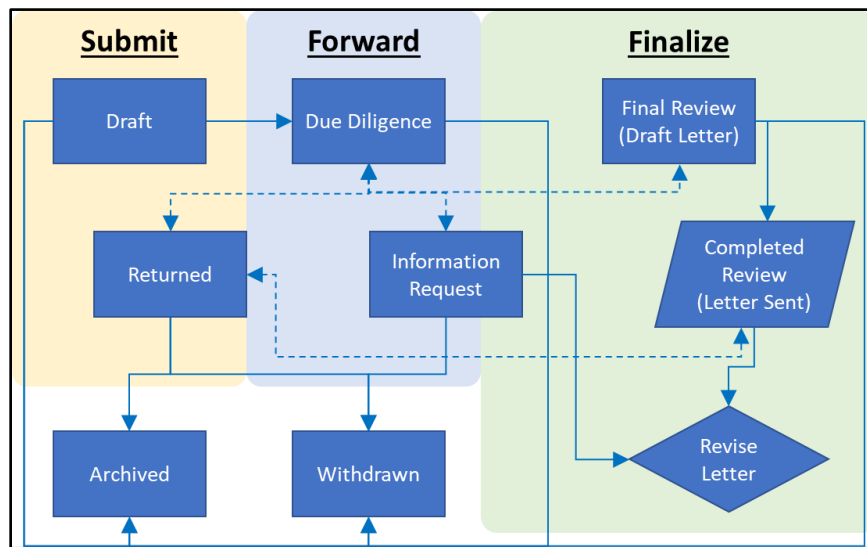 Submit
Forward
Finalize
Draft
Due Diligence
Final Review
(Draft Letter)
Returned
Information
Request
Completed
Review
(Letter Sent)
Archived
Withdrawn
Revise
Letter